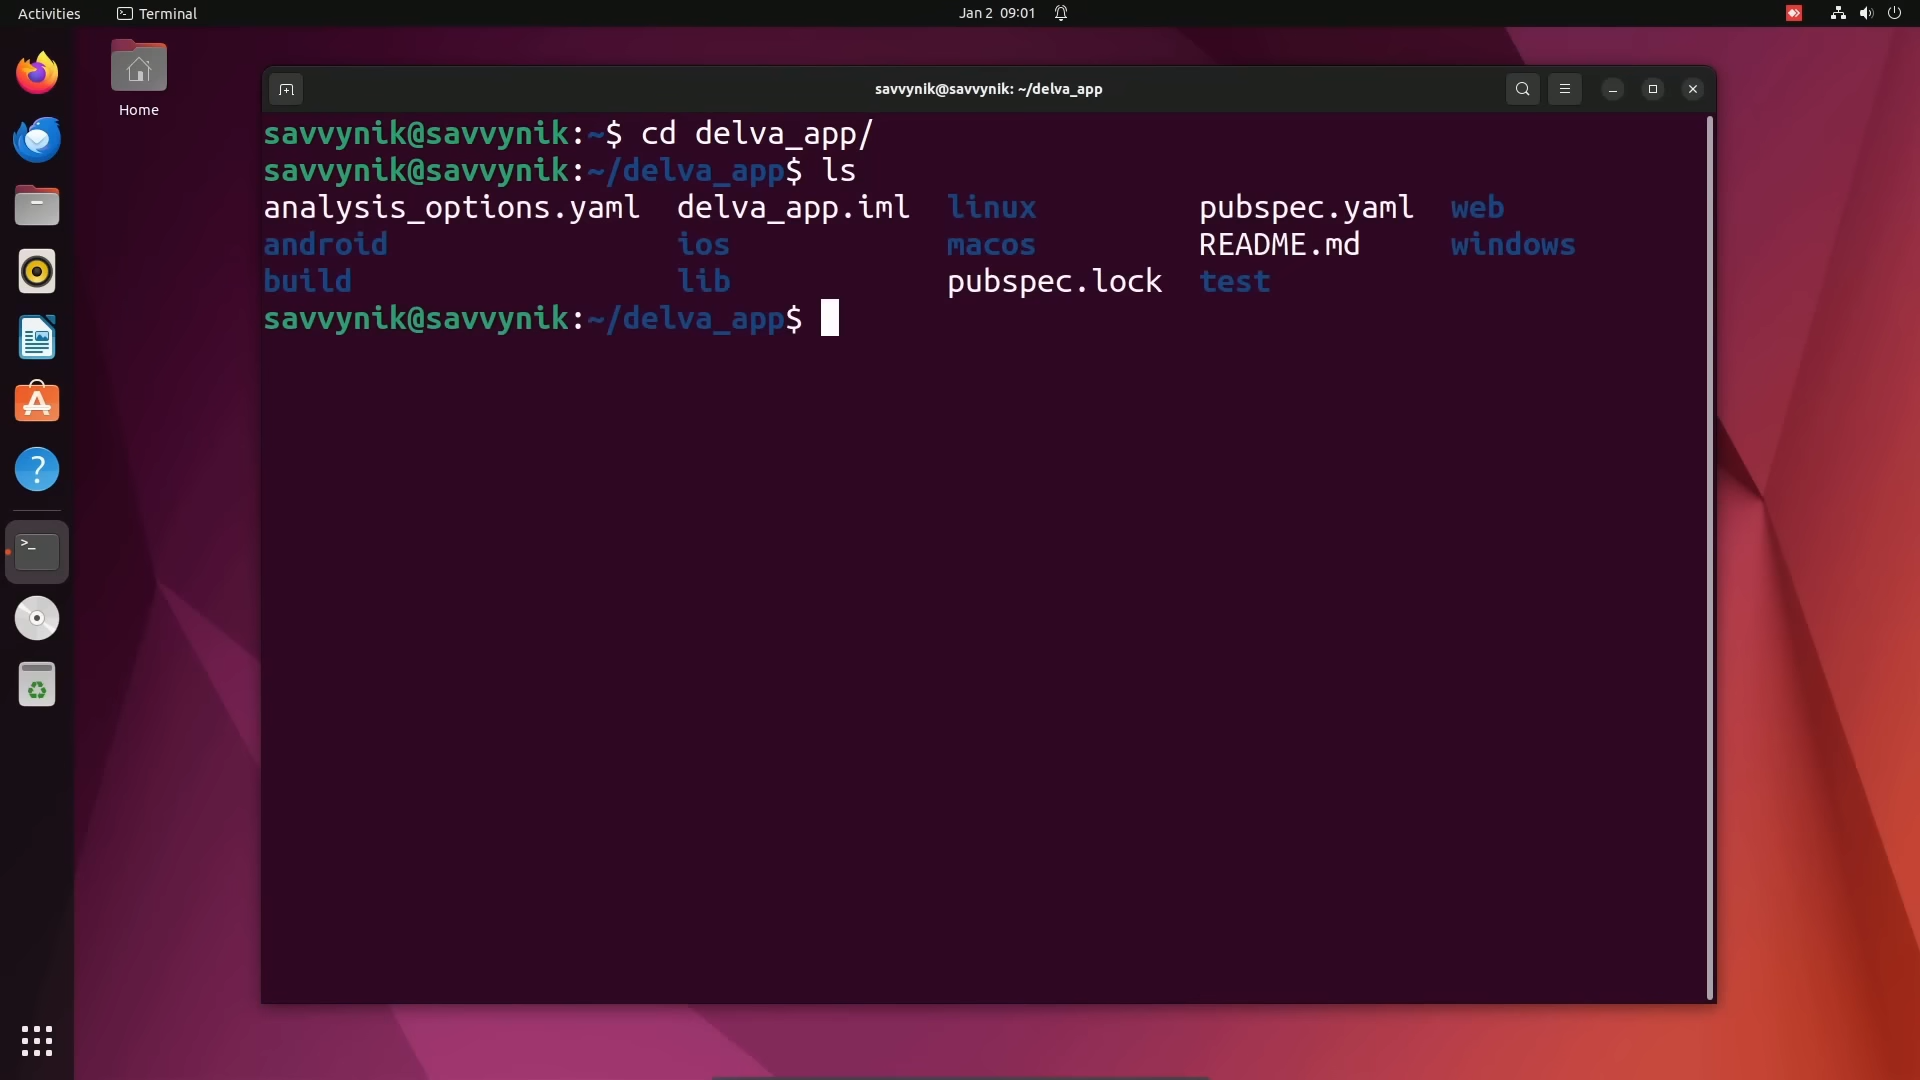 Activities Terminal Jan 2 09:01
Home
savvynik@savvynik: ~/delva_app
savvynik@savvynik:~$ cd delva_app/
savvynik@savvynik:~/delva_app$ ls
analysis_options.yaml delva_app.iml linux pubspec.yaml web
android ios macos README.md windows
build lib pubspec.lock test
savvynik@savvynik:~/delva_app$